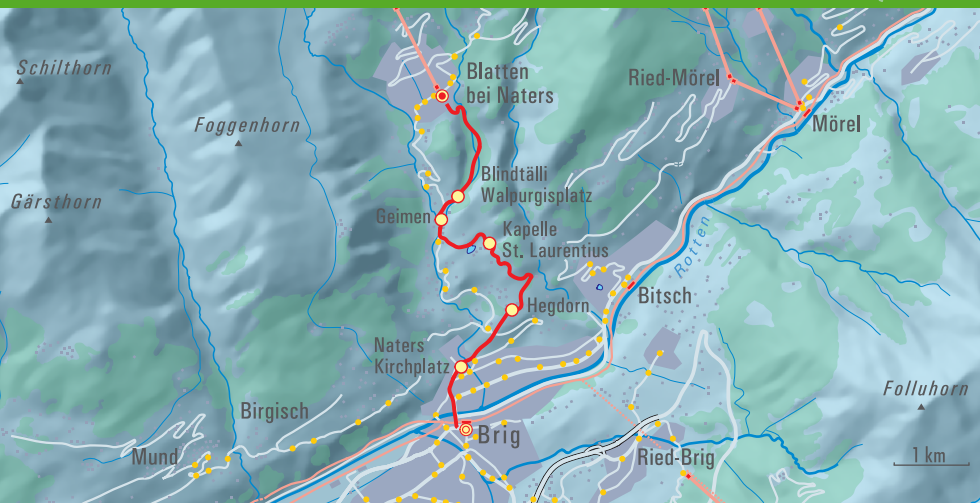 Schilthorn
Blatten
bei Naters
Ried-Mörel
Mörel
Foggenhorn
Blindtälli
Walpurgisplatz
Gärsthorn
Geimen
Kapelle
St. Laurentius
Rotten
Bitsch
Hegdorn
Naters
Kirchplatz
Folluhorn
Birgisch
Brig
Mund
Ried-Brig
1 km